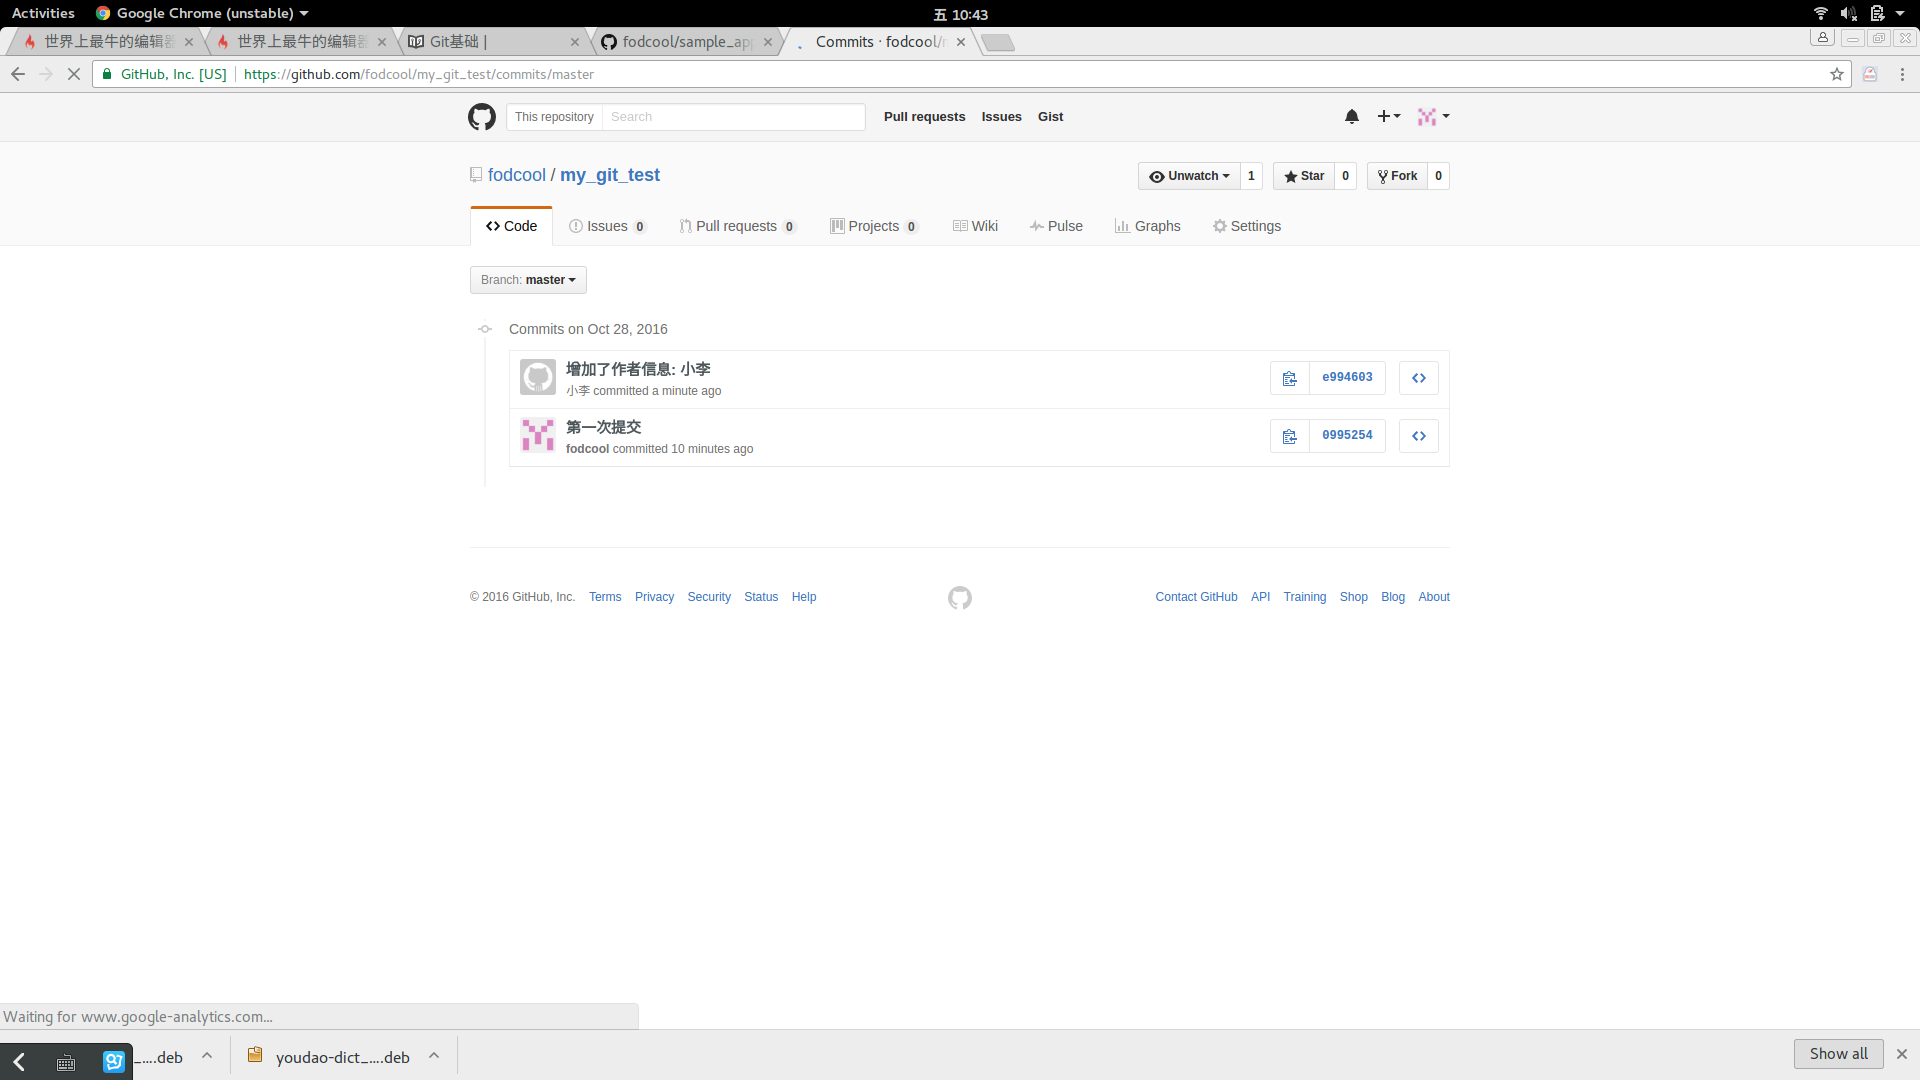 Activities Google Chrome (unstable) 五 10:43
世界上最牛的编辑器 世界上最牛的编辑器 Git基础 | fodcool/sample_app Commits · fodcool/m
GitHub, Inc. [US] https://github.com/fodcool/my_git_test/commits/master
This repository Search Pull requests Issues Gist
fodcool / my_git_test Unwatch 1 Star 0 Fork 0
Code Issues 0 Pull requests 0 Projects 0 Wiki Pulse Graphs Settings
Branch: master
Commits on Oct 28, 2016
增加了作者信息: 小李
小李 committed a minute ago
e994603
第一次提交
fodcool committed 10 minutes ago
0995254
© 2016 GitHub, Inc. Terms Privacy Security Status Help Contact GitHub API Training Shop Blog About
Waiting for www.google-analytics.com...
_....deb youdao-dict_....deb Show all